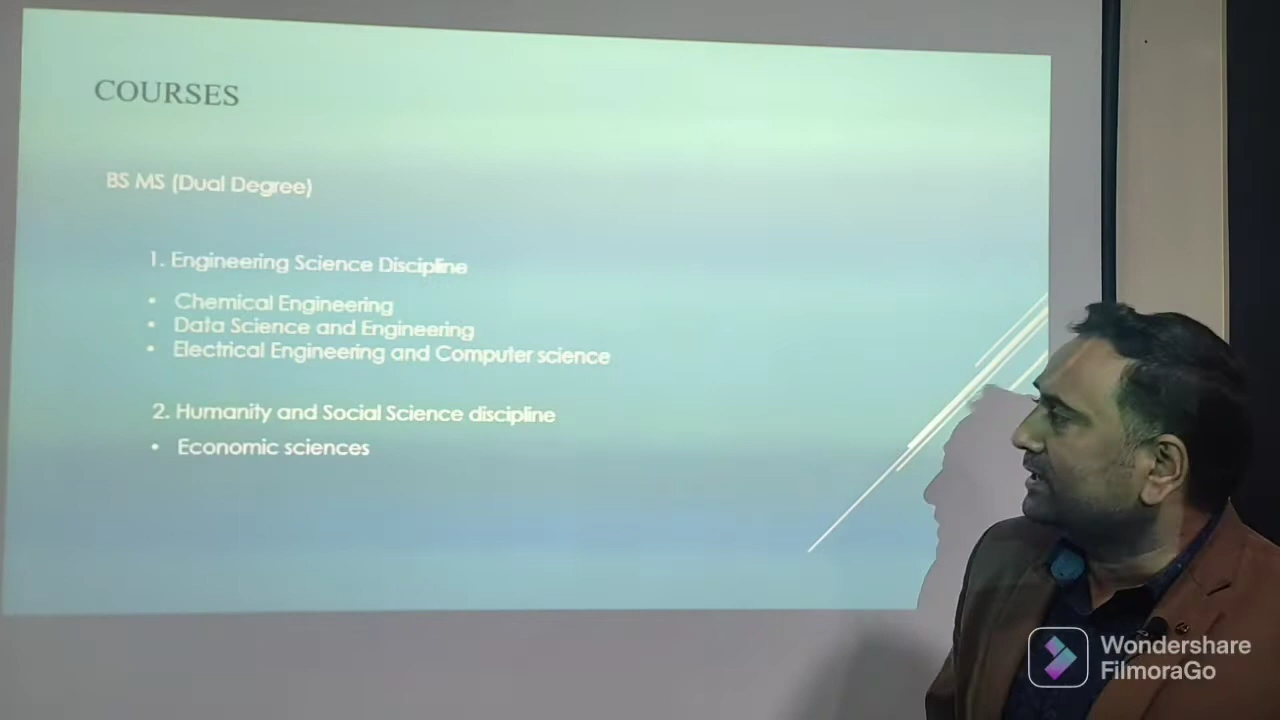 COURSES
BS MS (Dual Degree)
1. Engineering Science Discipline
• Chemical Engineering
• Data Science and Engineering
• Electrical Engineering and Computer science
2. Humanity and Social Science discipline
• Economic sciences
Wondershare
FilmoraGo